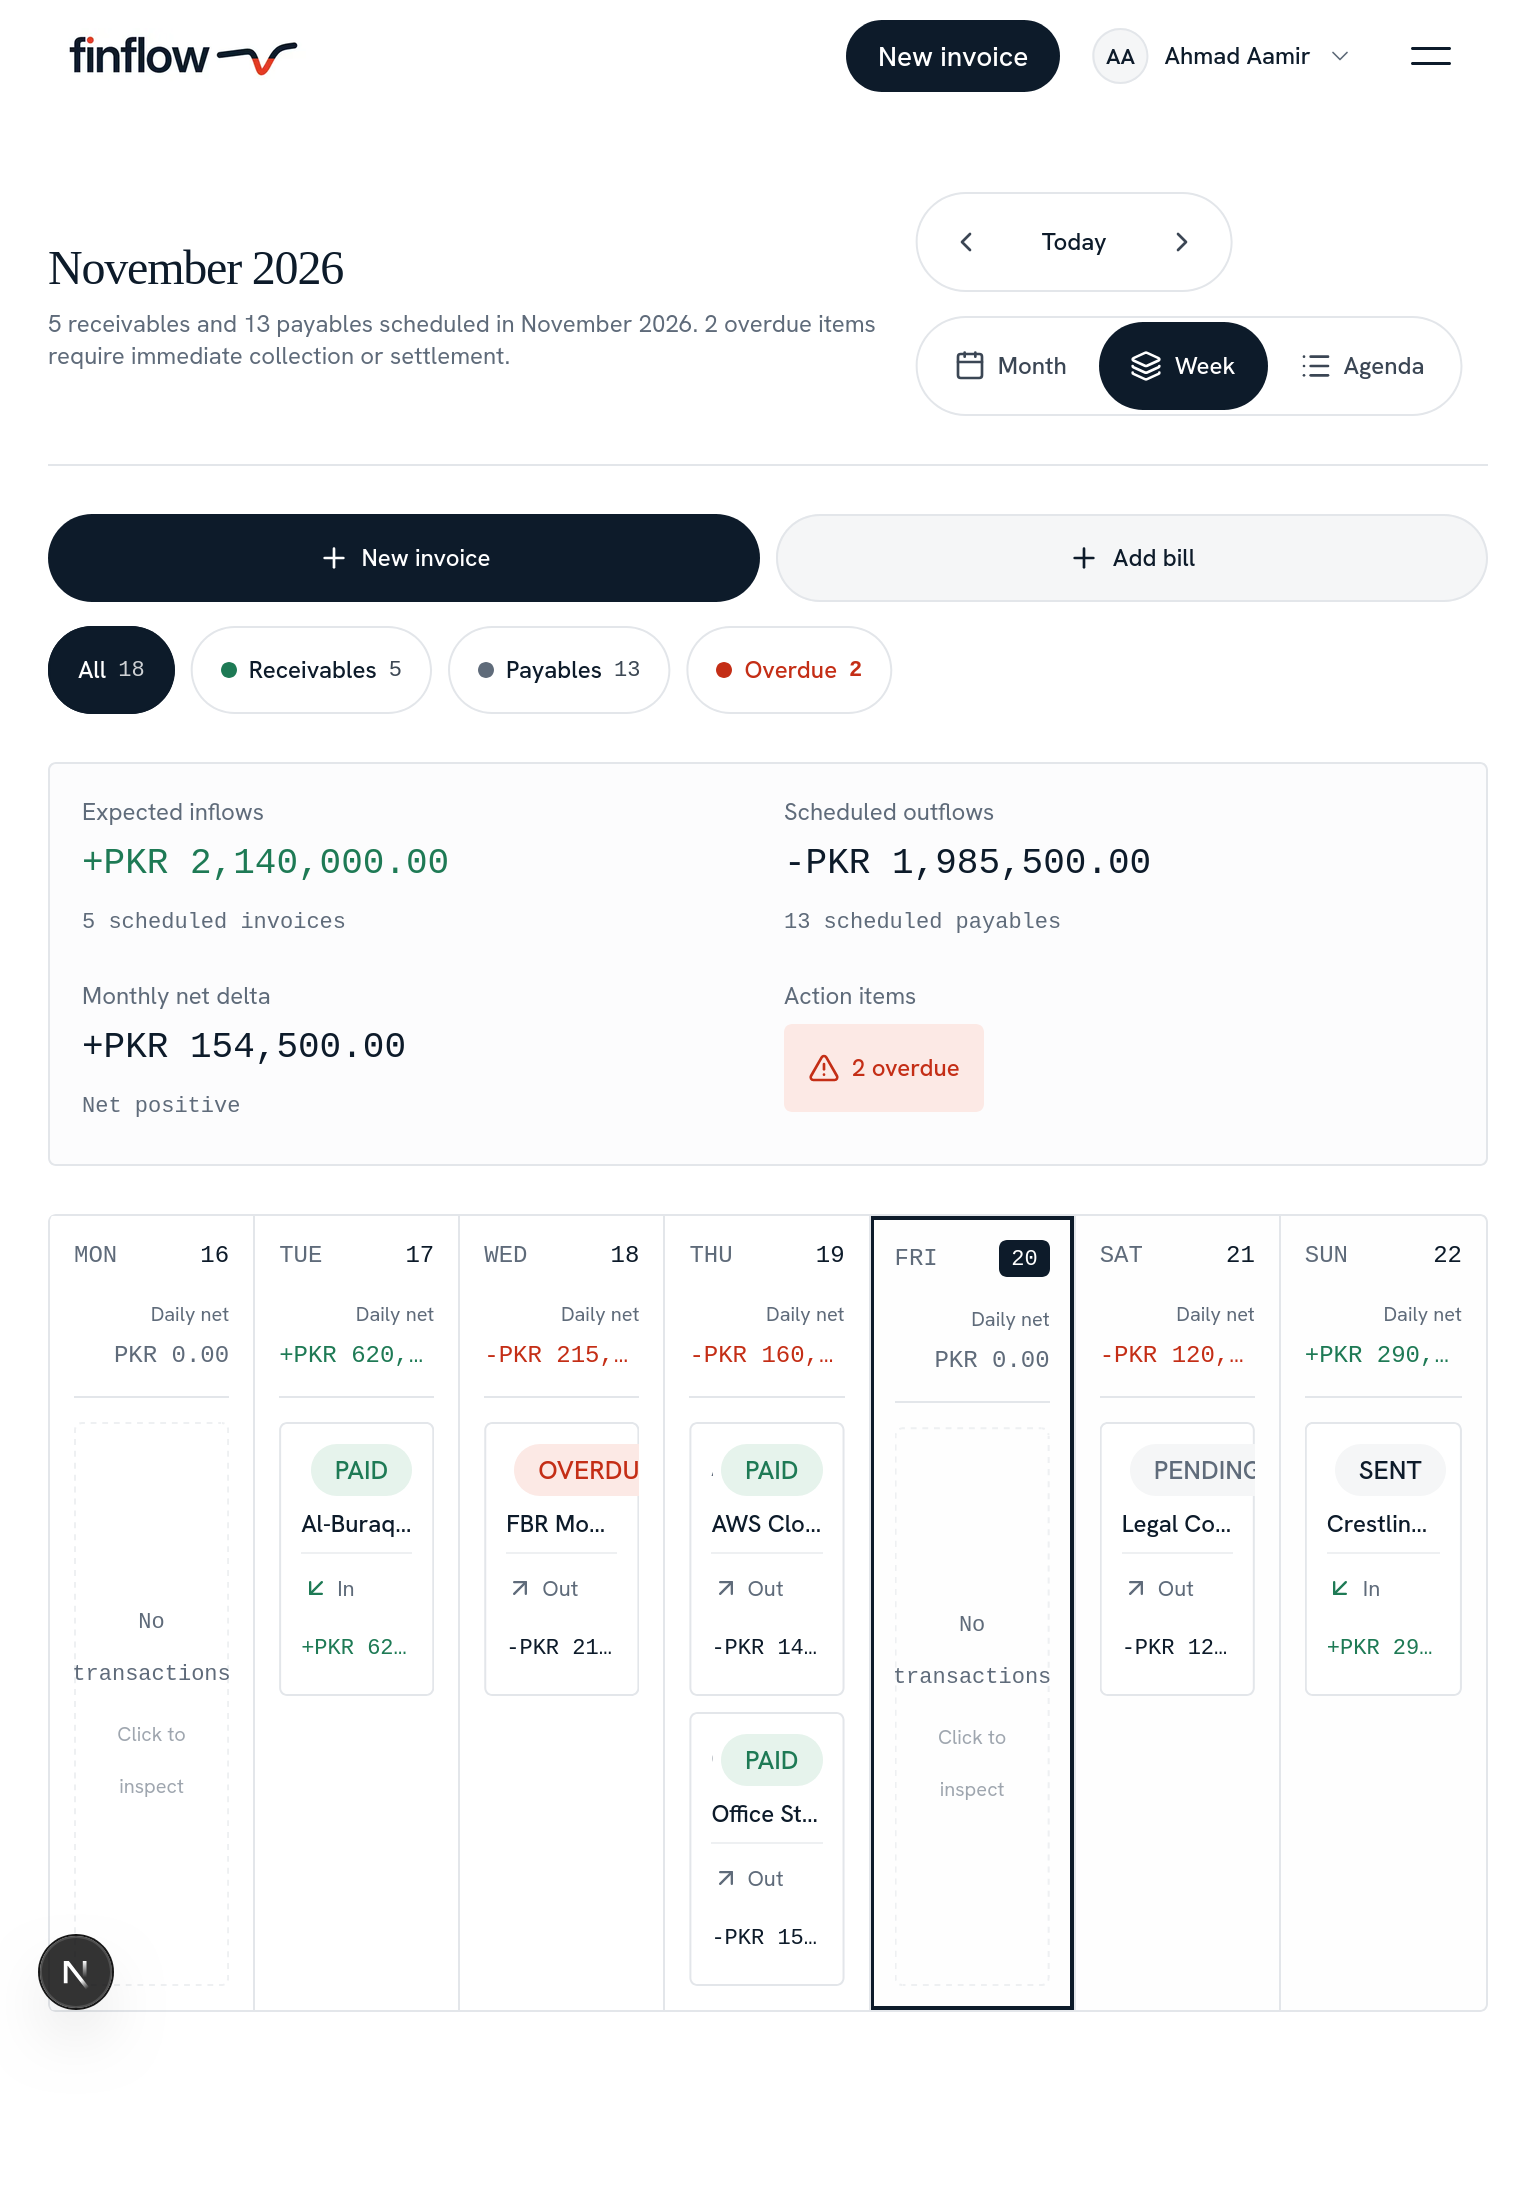 finflow
New invoice
AA
Ahmad Aamir
November 2026
5 receivables and 13 payables scheduled in November 2026. 2 overdue items
require immediate collection or settlement.
Today
Month
Week
Agenda
New invoice
Add bill
All 18
Receivables 5
Payables 13
Overdue 2
Expected inflows
+PKR 2,140,000.00
5 scheduled invoices
Scheduled outflows
-PKR 1,985,500.00
13 scheduled payables
Monthly net delta
+PKR 154,500.00
Net positive
Action items
2 overdue
MON 16
Daily net
PKR 0.00
No
transactions
Click to
inspect
TUE 17
Daily net
+PKR 620,…
PAID
Al-Buraq…
In
+PKR 62…
WED 18
Daily net
-PKR 215,…
OVERDU
FBR Mo…
Out
-PKR 21…
THU 19
Daily net
-PKR 160,…
PAID
AWS Clo…
Out
-PKR 14…
PAID
Office St…
Out
-PKR 15…
FRI 20
Daily net
PKR 0.00
No
transactions
Click to
inspect
SAT 21
Daily net
-PKR 120,…
PENDING
Legal Co…
Out
-PKR 12…
SUN 22
Daily net
+PKR 290,…
SENT
Crestlin…
In
+PKR 29…
N